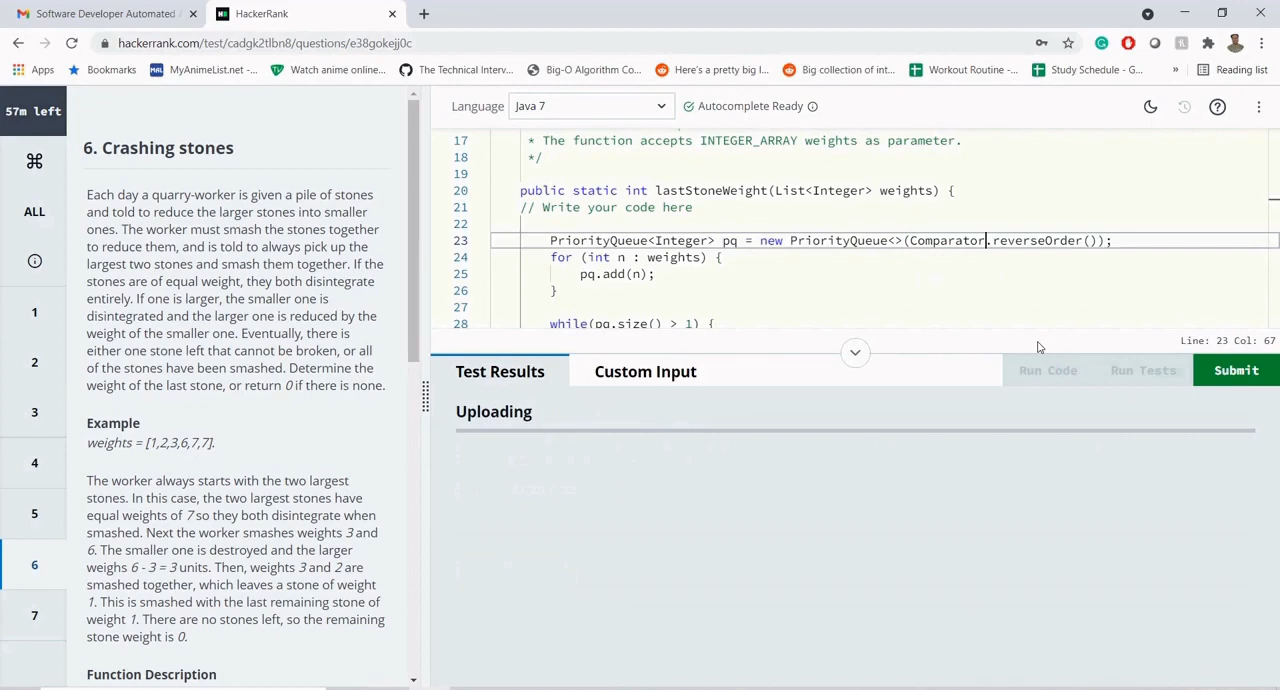 Software Developer Automated
HackerRank
hackerrank.com/test/cadgk2tlbn8/questions/e38gokejj0c
Apps
Bookmarks
MyAnimeList.net -...
Watch anime online...
The Technical Interv...
Big-O Algorithm Co...
Here's a pretty big l...
Big collection of int...
Workout Routine -...
Study Schedule - G...
»
Reading list
57m left
ALL
1
2
3
4
5
6
7
6. Crashing stones
Each day a quarry-worker is given a pile of stones
and told to reduce the larger stones into smaller
ones. The worker must smash the stones together
to reduce them, and is told to always pick up the
largest two stones and smash them together. If the
stones are of equal weight, they both disintegrate
entirely. If one is larger, the smaller one is
disintegrated and the larger one is reduced by the
weight of the smaller one. Eventually, there is
either one stone left that cannot be broken, or all
of the stones have been smashed. Determine the
weight of the last stone, or return 0 if there is none.
Example
weights = [1,2,3,6,7,7].
The worker always starts with the two largest
stones. In this case, the two largest stones have
equal weights of 7 so they both disintegrate when
smashed. Next the worker smashes weights 3 and
6. The smaller one is destroyed and the larger
weighs 6 - 3 = 3 units. Then, weights 3 and 2 are
smashed together, which leaves a stone of weight
1. This is smashed with the last remaining stone of
weight 1. There are no stones left, so the remaining
stone weight is 0.
Function Description
Language
Java 7
Autocomplete Ready
17 * The function accepts INTEGER_ARRAY weights as parameter.
18 */
19
20 public static int lastStoneWeight(List<Integer> weights) {
21 // Write your code here
22
23 PriorityQueue<Integer> pq = new PriorityQueue<>(Comparator.reverseOrder());
24 for (int n : weights) {
25 pq.add(n);
26 }
27
28 while(pq.size() > 1) {
Line: 23 Col: 67
Test Results
Custom Input
Run Code
Run Tests
Submit
Uploading